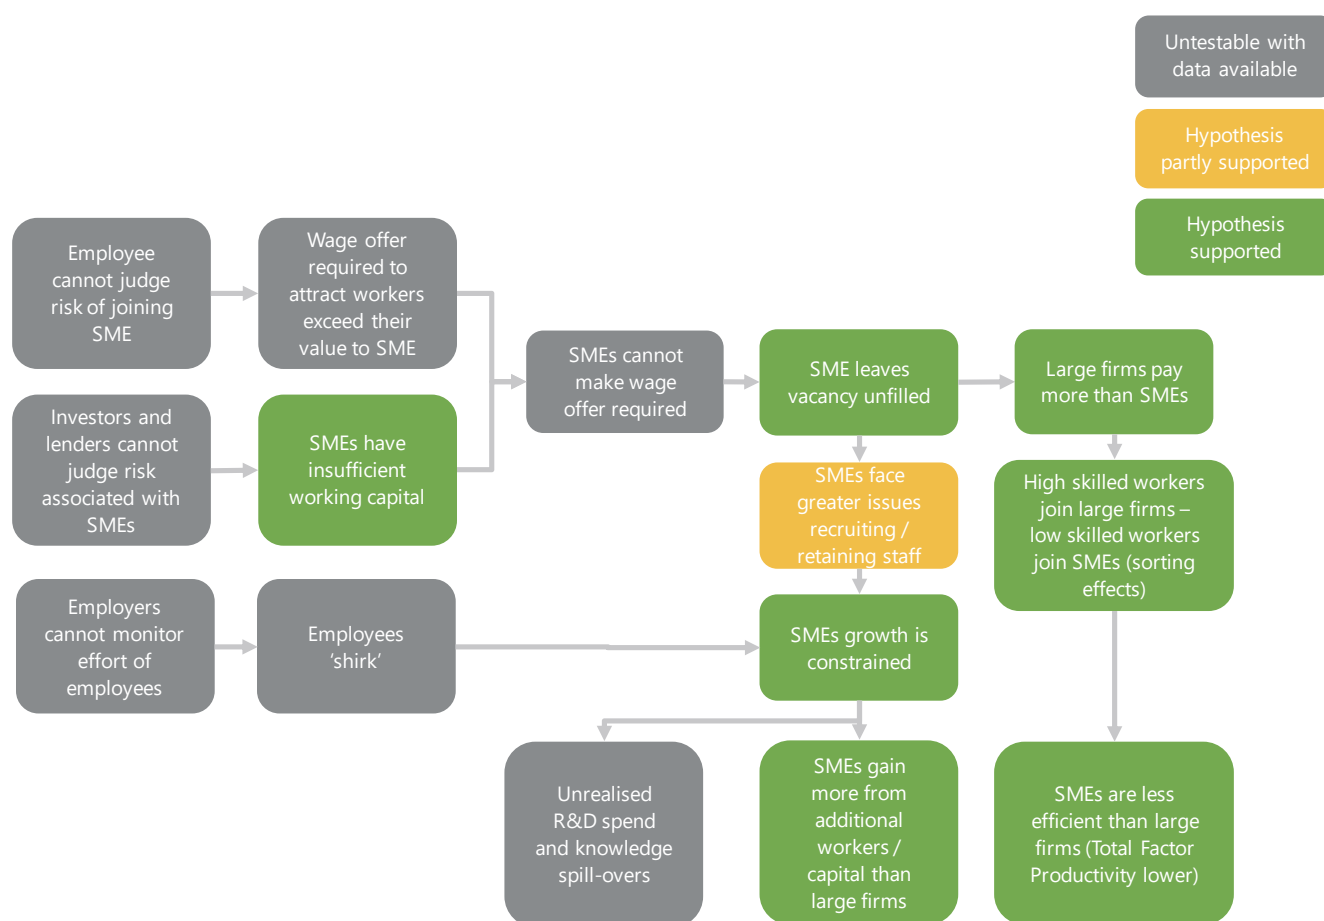 Untestable with
data available
Hypothesis
partly supported
Hypothesis
supported
Employee
cannot judge
risk of joining
SME
Wage offer
required to
attract workers
exceed their
value to SME
Investors and
lenders cannot
judge risk
associated with
SMEs
SMEs have
insufficient
working capital
SMEs cannot
make wage
offer required
SME leaves
vacancy unfilled
Large firms pay
more than SMEs
SMEs face
greater issues
recruiting /
retaining staff
High skilled workers
join large firms –
low skilled workers
join SMEs (sorting
effects)
Employers
cannot monitor
effort of
employees
Employees
‘shirk’
SMEs growth is
constrained
Unrealised
R&D spend
and knowledge
spill-overs
SMEs gain
more from
additional
workers /
capital than
large firms
SMEs are less
efficient than large
firms (Total Factor
Productivity lower)